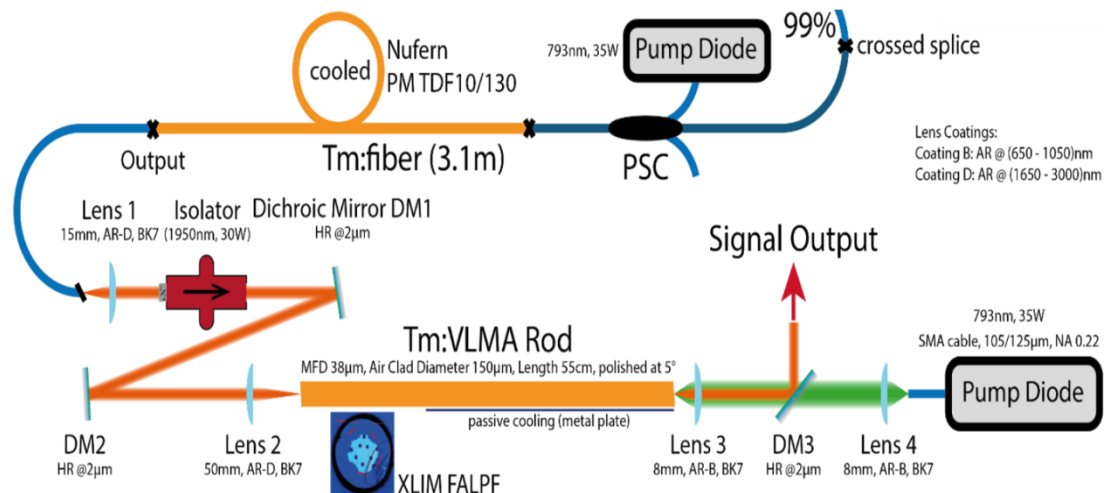 99%
crossed splice
793nm, 35W
Pump Diode
cooled
Nufern
PM TDF10/130
Output
Tm:fiber (3.1m)
PSC
Lens Coatings:
Coating B: AR @ (650 - 1050)nm
Coating D: AR @ (1650 - 3000)nm
Lens 1
15mm, AR-D, BK7
Isolator
(1950nm, 30W)
Dichroic Mirror DM1
HR @2µm
Signal Output
Tm:VLMA Rod
MFD 38µm, Air Clad Diameter 150µm, Length 55cm, polished at 5°
793nm, 35W
SMA cable, 105/125µm, NA 0.22
Pump Diode
passive cooling (metal plate)
DM2
HR @2µm
Lens 2
50mm, AR-D, BK7
XLIM FALPF
Lens 3
8mm, AR-B, BK7
DM3
HR @2µm
Lens 4
8mm, AR-B, BK7